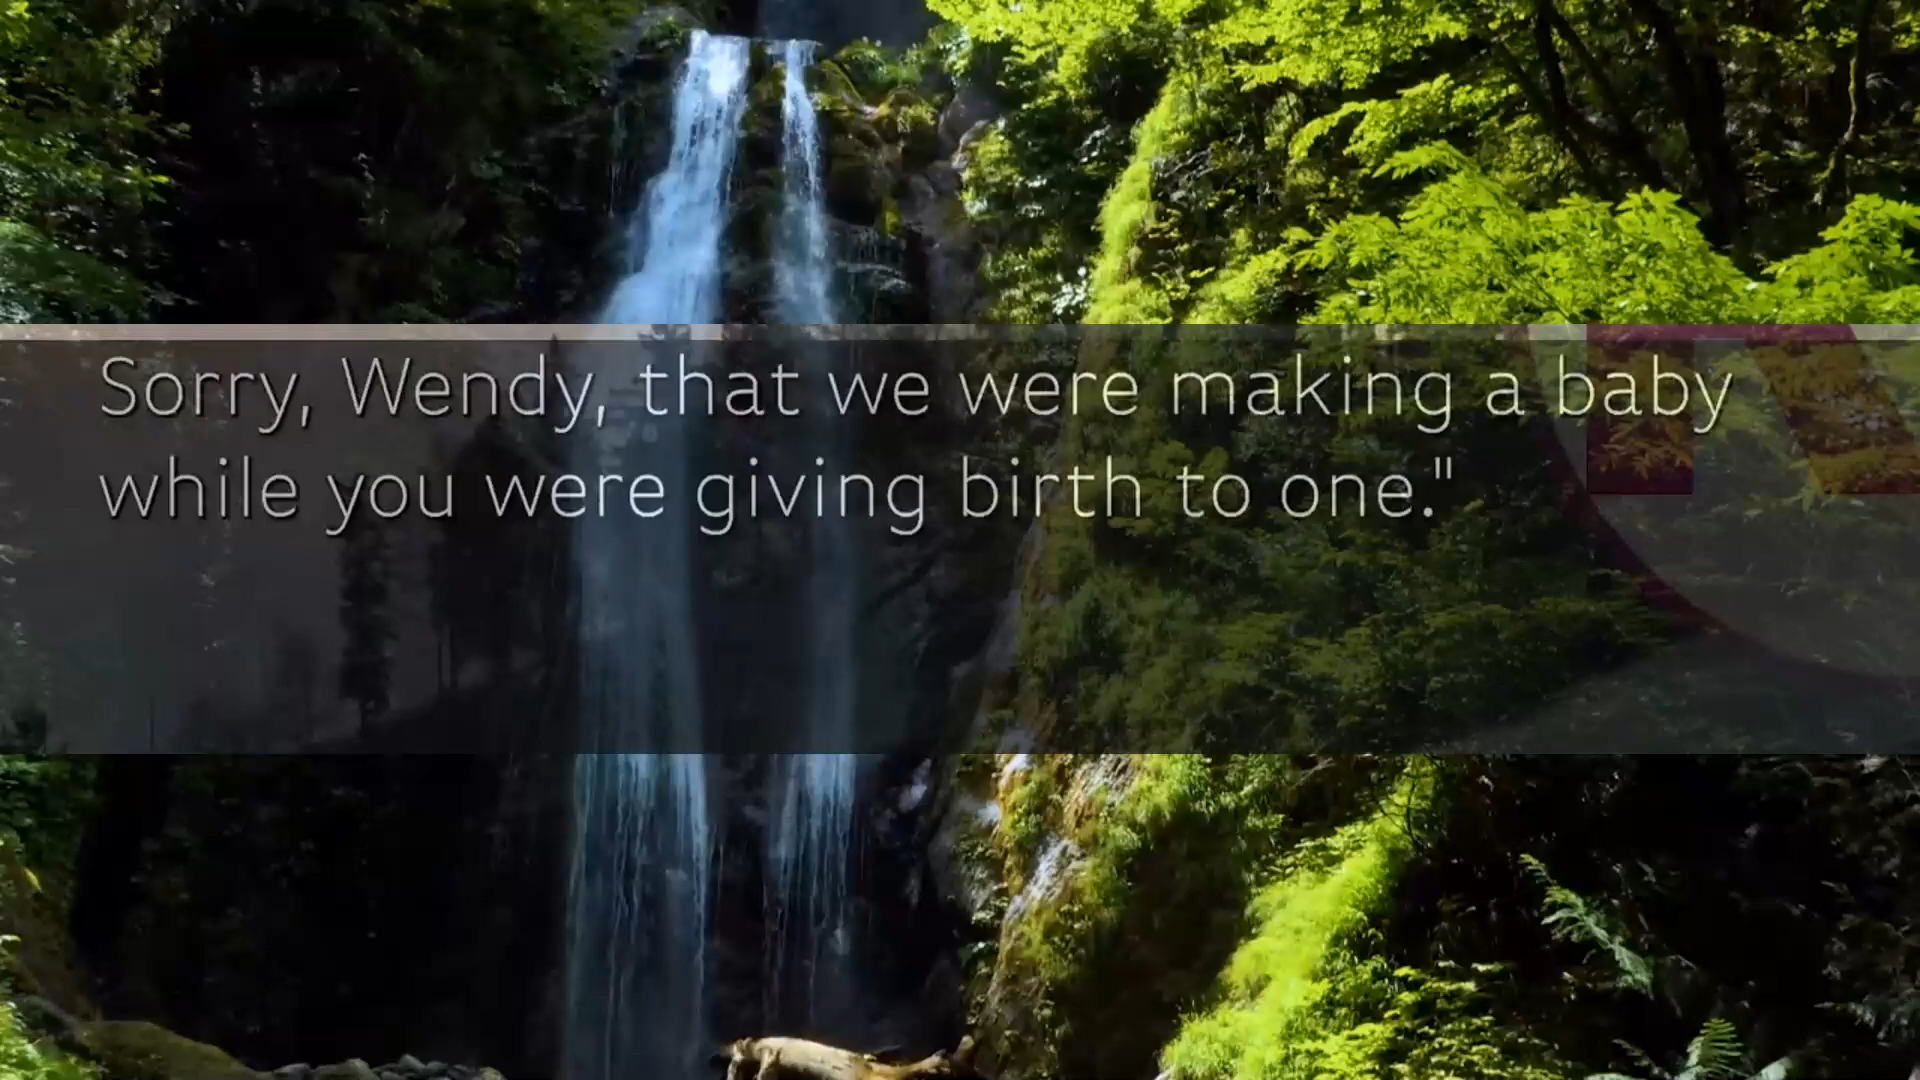 Sorry, Wendy, that we were making a baby
while you were giving birth to one."